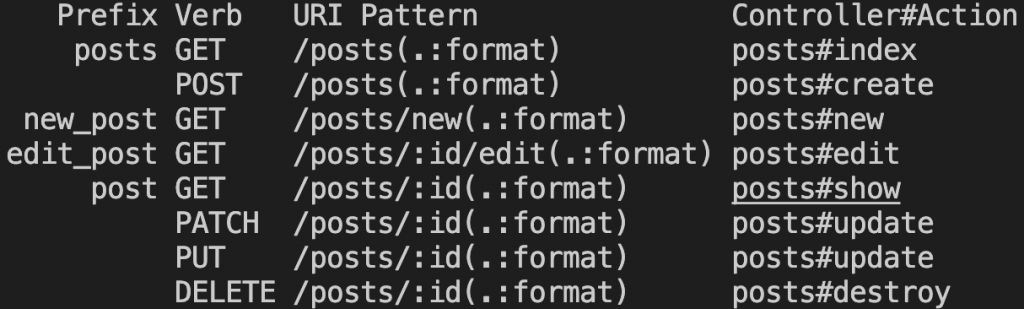 Prefix Verb URI Pattern Controller#Action
posts GET /posts(.:format) posts#index
POST /posts(.:format) posts#create
new_post GET /posts/new(.:format) posts#new
edit_post GET /posts/:id/edit(.:format) posts#edit
post GET /posts/:id(.:format) posts#show
PATCH /posts/:id(.:format) posts#update
PUT /posts/:id(.:format) posts#update
DELETE /posts/:id(.:format) posts#destroy